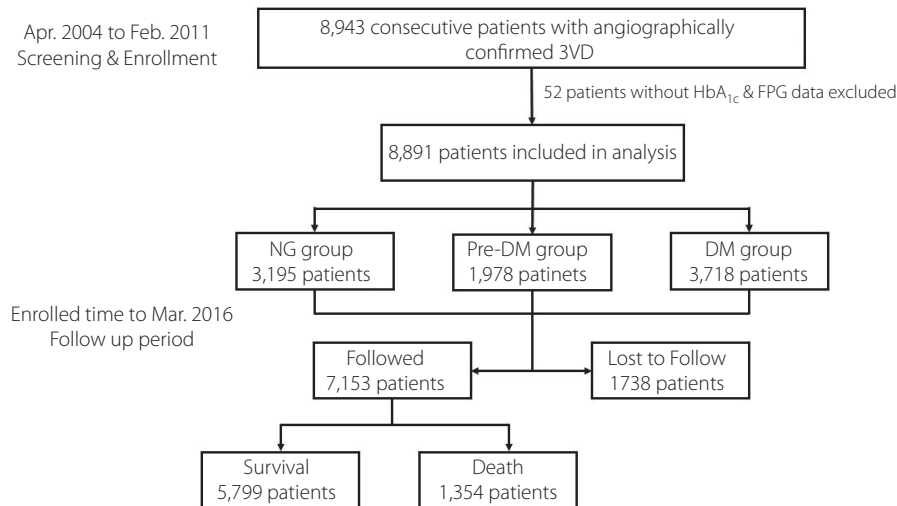 Apr. 2004 to Feb. 2011
Screening & Enrollment
8,943 consecutive patients with angiographically
confirmed 3VD
52 patients without HbA1c & FPG data excluded
8,891 patients included in analysis
NG group
3,195 patients
Pre-DM group
1,978 patinets
DM group
3,718 patients
Enrolled time to Mar. 2016
Follow up period
Followed
7,153 patients
Lost to Follow
1738 patients
Survival
5,799 patients
Death
1,354 patients